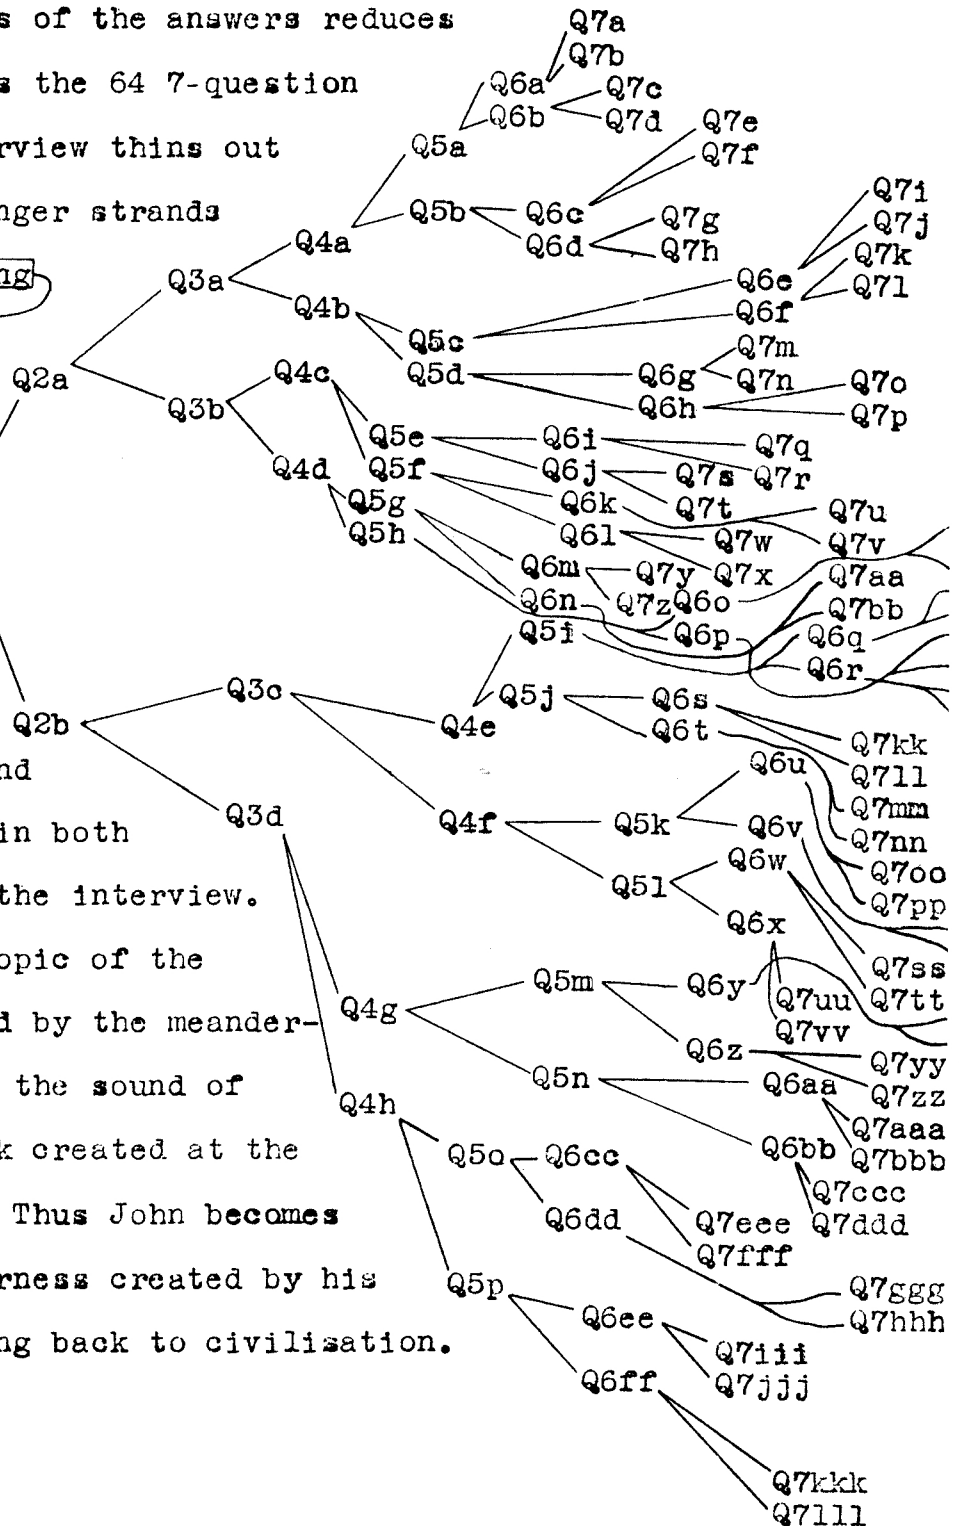 s of the answers reduces
s the 64 7-question
rview thins out
nger strands
ng
Q2a
Q2b
nd
in both
the interview.
opic of the
d by the meander-
the sound of
k created at the
Thus John becomes
rness created by his
ng back to civilisation.
Q3a
Q3b
Q3c
Q3d
Q4a
Q4b
Q4c
Q4d
Q4e
Q4f
Q4g
Q4h
Q5a
Q5b
Q5c
Q5d
Q5e
Q5f
Q5g
Q5h
Q5i
Q5j
Q5k
Q5l
Q5m
Q5n
Q5o
Q5p
Q6a
Q6b
Q6c
Q6d
Q6e
Q6f
Q6g
Q6h
Q6i
Q6j
Q6k
Q6l
Q6m
Q6n
Q6o
Q6p
Q6q
Q6r
Q6s
Q6t
Q6u
Q6v
Q6w
Q6x
Q6y
Q6z
Q6aa
Q6bb
Q6cc
Q6dd
Q6ee
Q6ff
Q7a
Q7b
Q7c
Q7d
Q7e
Q7f
Q7g
Q7h
Q7i
Q7j
Q7k
Q7l
Q7m
Q7n
Q7o
Q7p
Q7q
Q7r
Q7s
Q7t
Q7u
Q7v
Q7w
Q7x
Q7y
Q7z
Q7aa
Q7bb
Q7kk
Q7ll
Q7mm
Q7nn
Q7oo
Q7pp
Q7ss
Q7tt
Q7uu
Q7vv
Q7yy
Q7zz
Q7aaa
Q7bbb
Q7ccc
Q7ddd
Q7eee
Q7fff
Q7ggg
Q7hhh
Q7iii
Q7jjj
Q7kkk
Q7lll